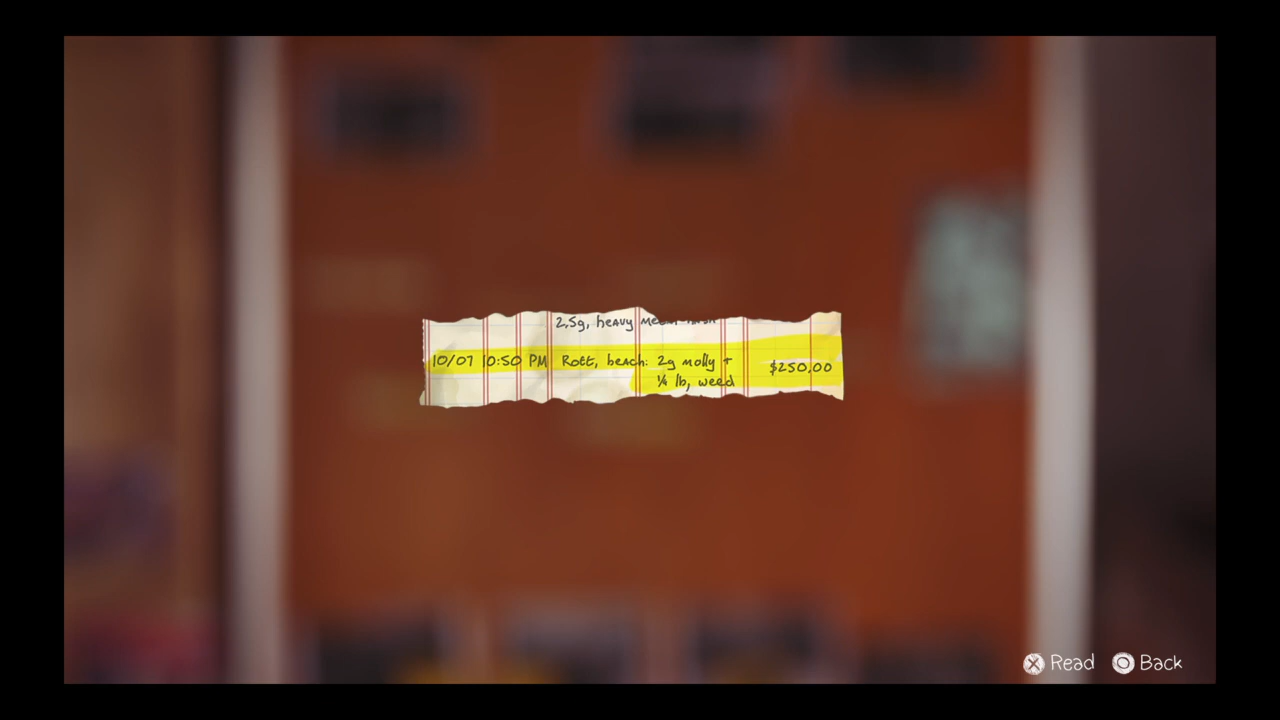 2.5g, heavy
10/07 10:50 PM Rott, beach: 2g molly + $250.00
1/4 lb, weed
Read Back